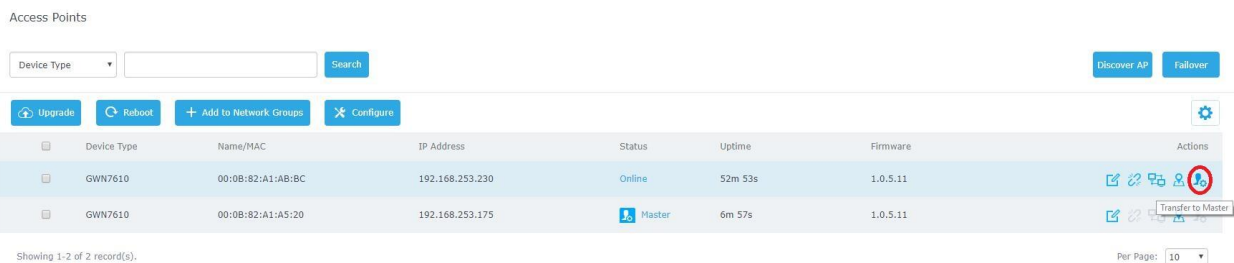 Access Points
Device Type Search Discover AP Failover
Upgrade Reboot + Add to Network Groups Configure
Device Type Name/MAC IP Address Status Uptime Firmware Actions
GWN7610 00:0B:82:A1:AB:BC 192.168.253.230 Online 52m 53s 1.0.5.11
GWN7610 00:0B:82:A1:A5:20 192.168.253.175 Master 6m 57s 1.0.5.11
Transfer to Master
Showing 1-2 of 2 record(s). Per Page: 10